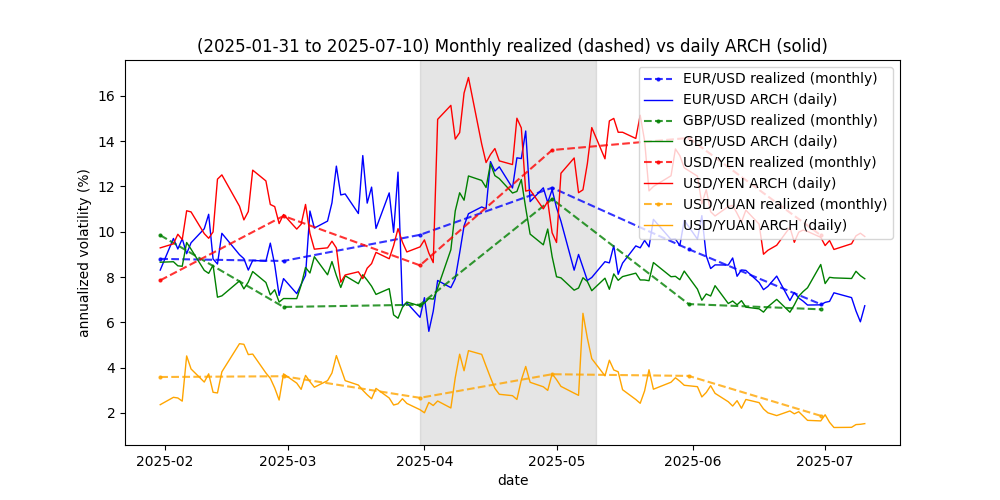 (2025-01-31 to 2025-07-10) Monthly realized (dashed) vs daily ARCH (solid)
annualized volatility (%)
16
14
12
10
8
6
4
2
EUR/USD realized (monthly)
EUR/USD ARCH (daily)
GBP/USD realized (monthly)
GBP/USD ARCH (daily)
USD/YEN realized (monthly)
USD/YEN ARCH (daily)
USD/YUAN realized (monthly)
USD/YUAN ARCH (daily)
2025-02
2025-03
2025-04
2025-05
2025-06
2025-07
date